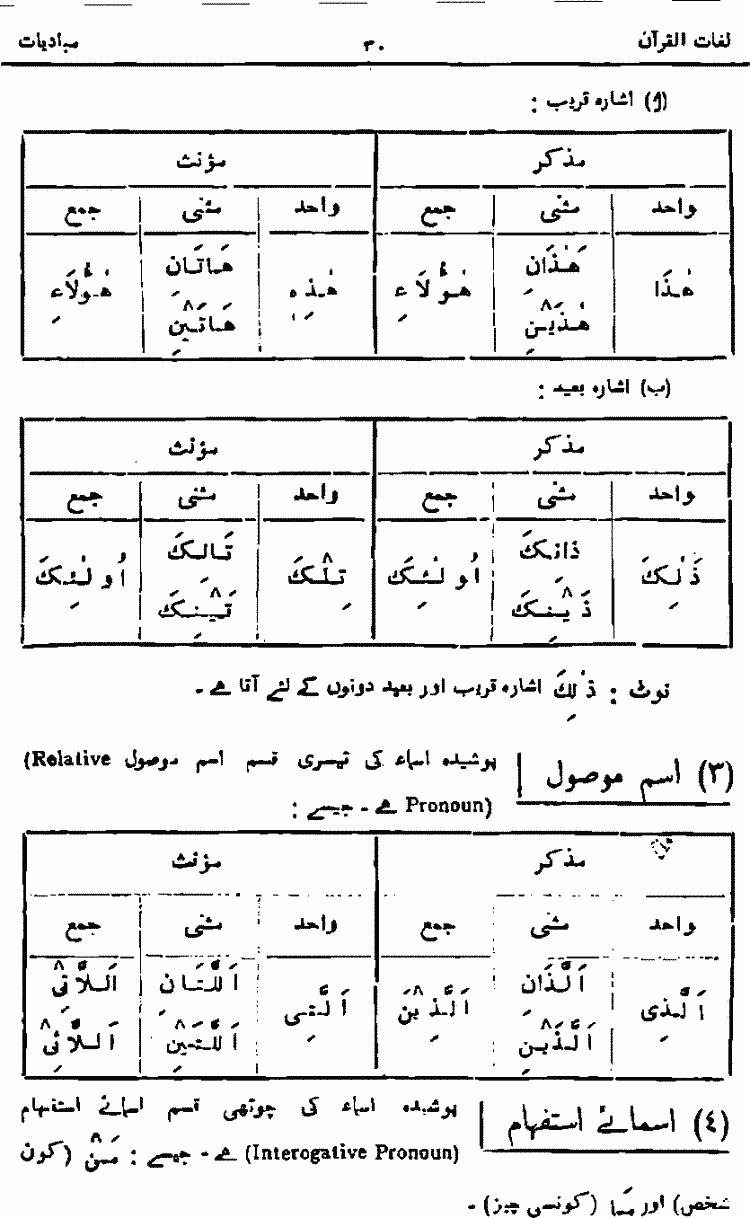 لغات القرآن ۳۰ مبادیات
(ا) اشارہ قریب :
مذکر مؤنث
واحد مثنی جمع واحد مثنی جمع
هٰذَا هَـٰذَانِ هٰؤُلَاءِ هٰذِهِ هَاتَانِ هٰؤُلَاءِ
هٰذَيْنِ هَاتَيْنِ
(ب) اشارہ بعید :
مذکر مؤنث
واحد مثنی جمع واحد مثنی جمع
ذٰلِكَ ذَانِكَ اُولٰئِكَ تِلْكَ تَالِكَ اُولٰئِكَ
ذَيْنِكَ تَيْنِكَ
نوٹ : ذٰلِكَ اشارہ قریب اور بعید دونوں کے لئے آتا ہے ۔
(۳) اسم موصول پوشیدہ اسماء کی تیسری قسم اسم موصول (Relative
Pronoun) ہے ۔ جیسے :
مذکر مؤنث
واحد مثنی جمع واحد مثنی جمع
اَلَّذِی اَلَّذَانِ اَلَّذِيْنَ اَلَّتِی اَللَّتَانِ اَللَّاتِیْ
اَلَّذَيْنِ اَللَّتَيْنِ اَللَّائِیْ
(٤) اسمائے استفہام پوشیدہ اسماء کی چوتھی قسم اسمائے استفہام
(Interogative Pronoun) ہے ۔ جیسے : مَنْ (کون
شخص) اور مَا (کونسی چیز) ۔